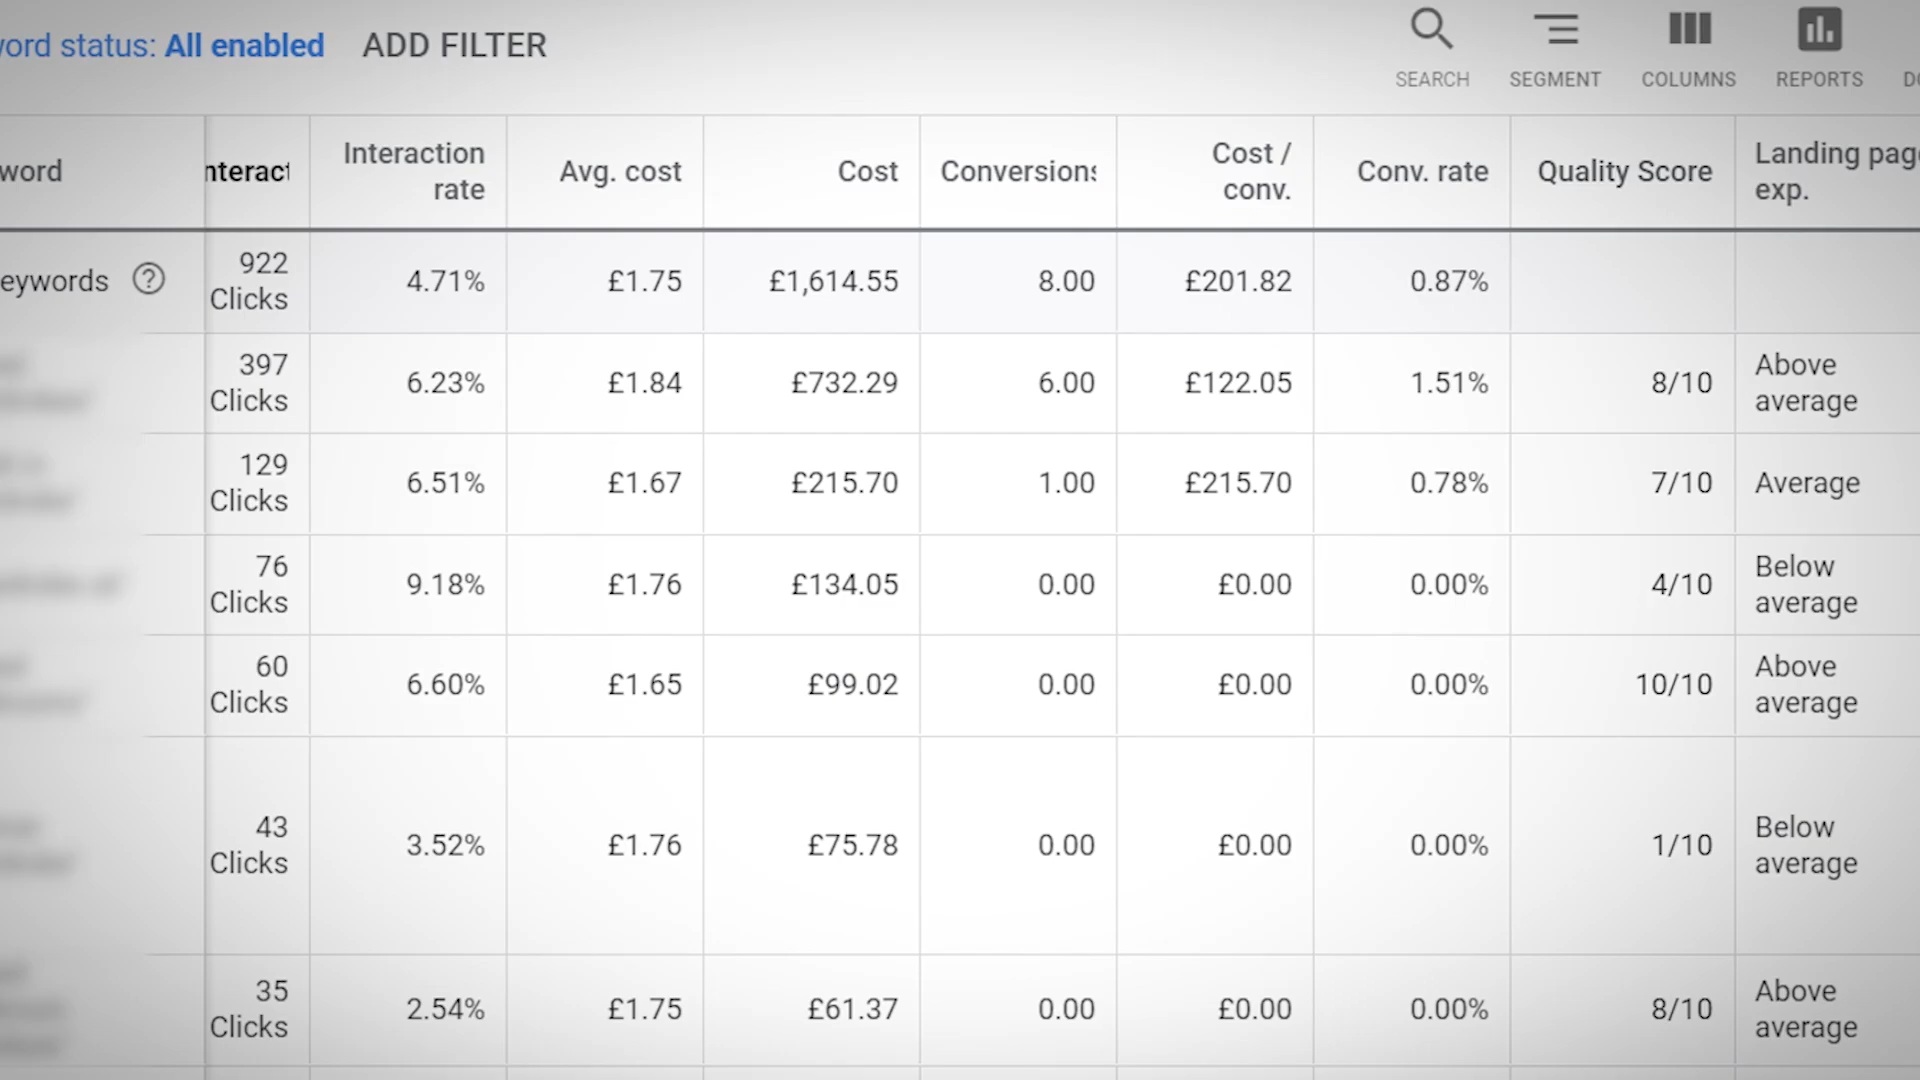 ord status: All enabled ADD FILTER
SEARCH SEGMENT COLUMNS REPORTS
word nteract Interaction rate Avg. cost Cost Conversions Cost / conv. Conv. rate Quality Score Landing page exp.
eywords 922 Clicks 4.71% £1.75 £1,614.55 8.00 £201.82 0.87%
397 Clicks 6.23% £1.84 £732.29 6.00 £122.05 1.51% 8/10 Above average
129 Clicks 6.51% £1.67 £215.70 1.00 £215.70 0.78% 7/10 Average
76 Clicks 9.18% £1.76 £134.05 0.00 £0.00 0.00% 4/10 Below average
60 Clicks 6.60% £1.65 £99.02 0.00 £0.00 0.00% 10/10 Above average
43 Clicks 3.52% £1.76 £75.78 0.00 £0.00 0.00% 1/10 Below average
35 Clicks 2.54% £1.75 £61.37 0.00 £0.00 0.00% 8/10 Above average